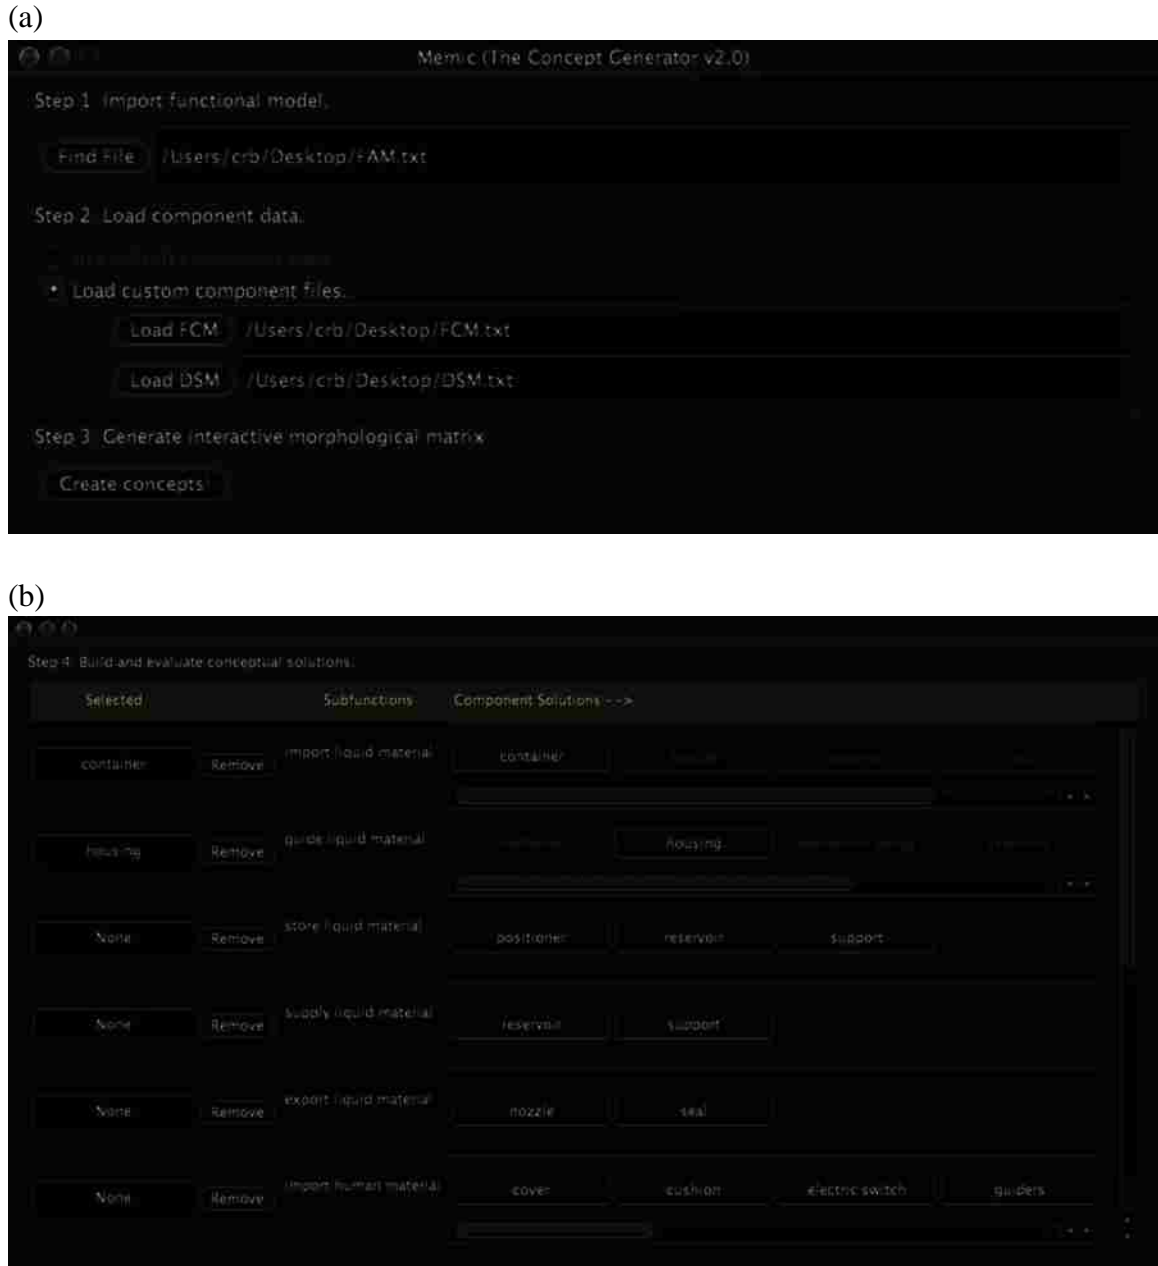 (a)
Memic (The Concept Generator v2.0)
Step 1: Import functional model.
Find File /Users/crb/Desktop/FAM.txt
Step 2: Load component data.
Load custom component files.
Load FCM /Users/crb/Desktop/FCM.txt
Load DSM /Users/crb/Desktop/DSM.txt
Step 3: Generate interactive morphological matrix
Create concepts
(b)
Step 4: Build and evaluate conceptual solutions.
Selected Subfunctions Component Solutions -->
container Remove import liquid material container
housing Remove guide liquid material housing
None Remove store liquid material positioner reservoir support
None Remove supply liquid material reservoir support
None Remove export liquid material nozzle seal
None Remove import human material cover cushion electric switch guiders